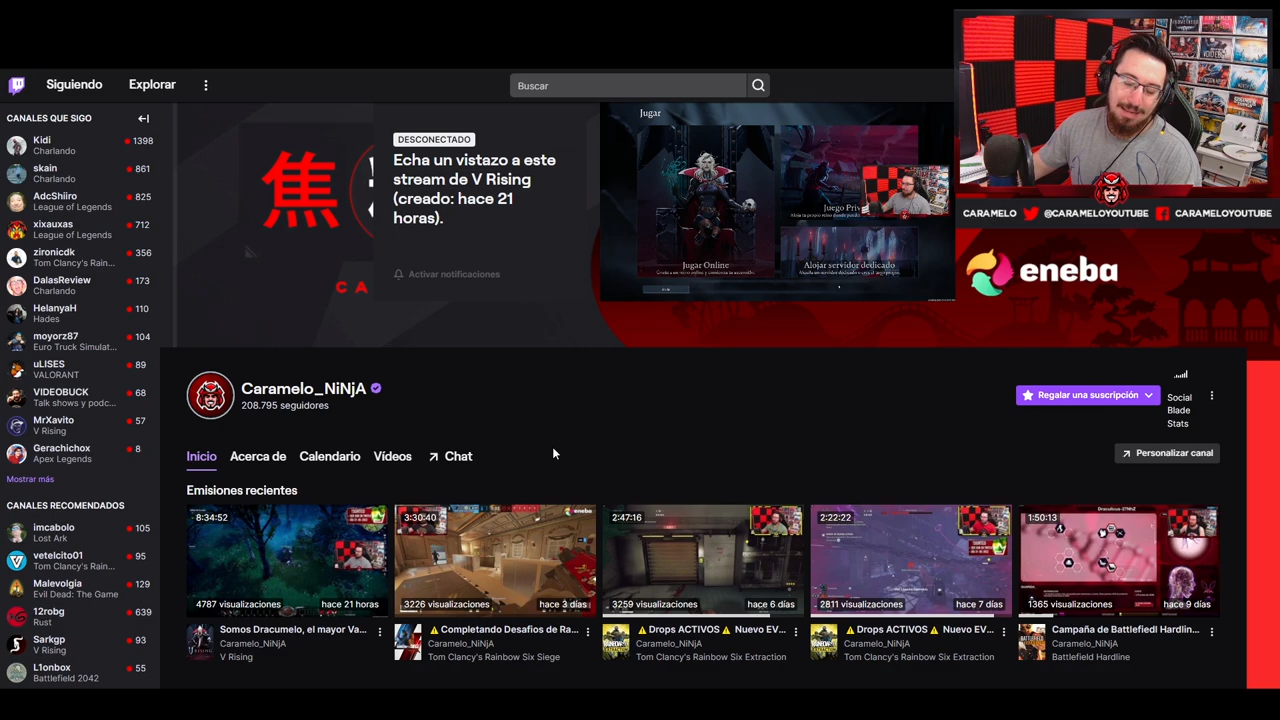 Siguiendo
Explorar
Buscar
CANALES QUE SIGO
Kidi
Charlando
1398
skain
Charlando
861
AdcShiiro
League of Legends
825
xixauxas
League of Legends
712
zironicdk
Tom Clancy's Rain...
356
DalasReview
Charlando
173
HelanyaH
Hades
110
moyorz87
Euro Truck Simulat...
104
uLISES
VALORANT
89
VIDEOBUCK
Talk shows y podc...
68
MrXavito
V Rising
57
Gerachichox
Apex Legends
8
Mostrar más
CANALES RECOMENDADOS
imcabolo
Lost Ark
105
vetelcito01
Tom Clancy's Rain...
95
Malevolgia
Evil Dead: The Game
129
12robg
Rust
639
Sarkgp
V Rising
93
L1onbox
Battlefield 2042
55
焦
CA
DESCONECTADO
Echa un vistazo a este
stream de V Rising
(creado: hace 21
horas).
Activar notificaciones
Jugar
Jugar Online
Juego Priv
Alojar servidor dedicado
CARAMELO
@CARAMELOYOUTUBE
CARAMELOYOUTUBE
eneba
Caramelo_NiNjA
208.795 seguidores
Regalar una suscripción
Social
Blade
Stats
Inicio
Acerca de
Calendario
Vídeos
Chat
Personalizar canal
Emisiones recientes
8:34:52
4787 visualizaciones
hace 21 horas
Somos Dracumelo, el mayor Va...
Caramelo_NiNjA
V Rising
3:30:40
eneba
3226 visualizaciones
hace 3 días
⚠Completando Desafios de Ra...
Caramelo_NiNjA
Tom Clancy's Rainbow Six Siege
2:47:16
3259 visualizaciones
hace 6 días
⚠Drops ACTIVOS⚠ Nuevo EV...
Caramelo_NiNjA
Tom Clancy's Rainbow Six Extraction
2:22:22
2811 visualizaciones
hace 7 días
⚠Drops ACTIVOS⚠ Nuevo EV...
Caramelo_NiNjA
Tom Clancy's Rainbow Six Extraction
1:50:13
1365 visualizaciones
hace 9 días
Campaña de Battlefiedl Hardlin...
Caramelo_NiNjA
Battlefield Hardline